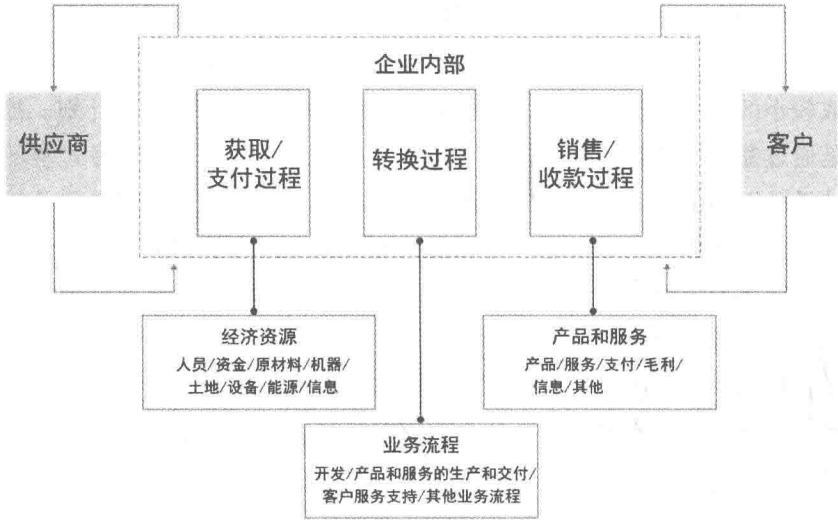 企业内部
供应商
获取/
支付过程
转换过程
销售/
收款过程
客户
经济资源
人员/资金/原材料/机器/
土地/设备/能源/信息
产品和服务
产品/服务/支付/毛利/
信息/其他
业务流程
开发/产品和服务的生产和交付/
客户服务支持/其他业务流程